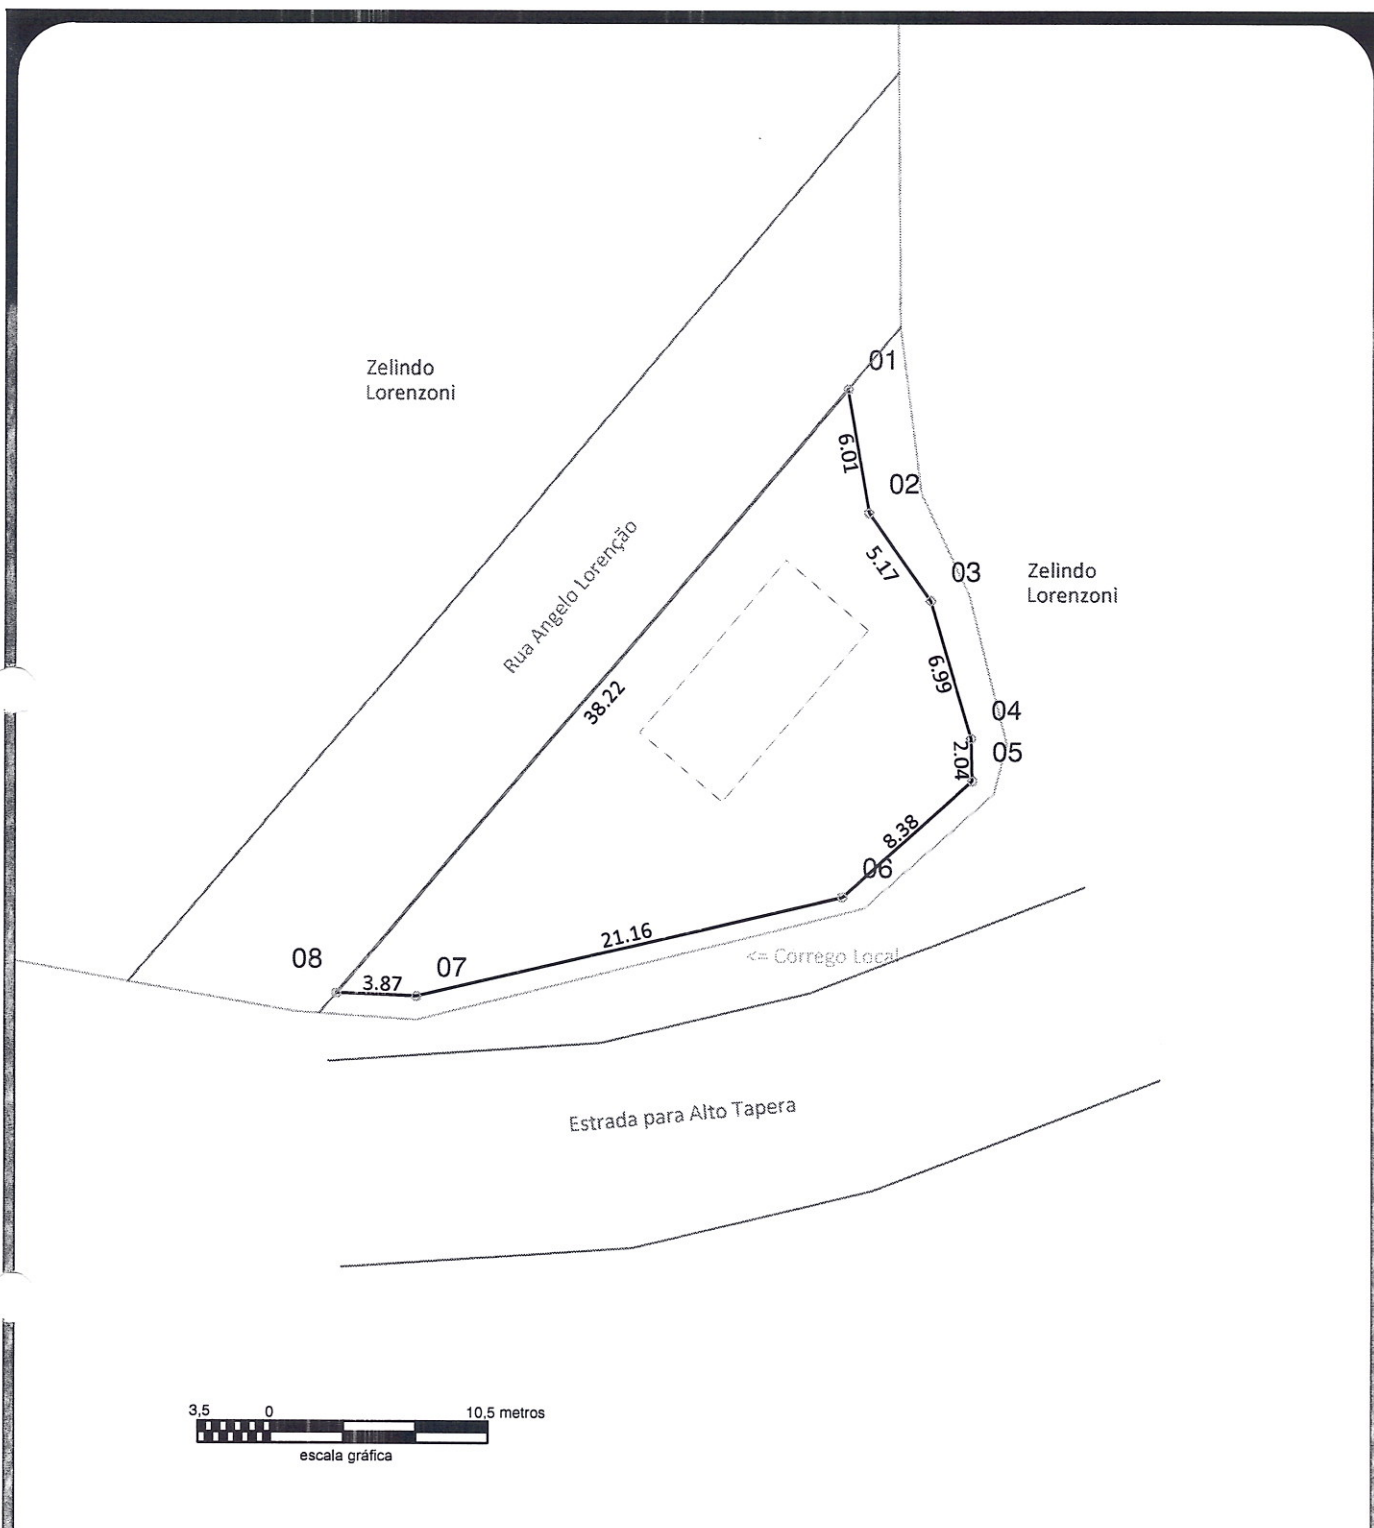 01
Zelindo
Lorenzoni
6.01
02
Rua Angelo Lorenção
5.17
03
Zelindo
Lorenzoni
6.99
38.22
04
2.04
05
8.38
06
21.16
<= Corrego Local
08
3.87
07
Estrada para Alto Tapera
3,5 0 10,5 metros
escala gráfica